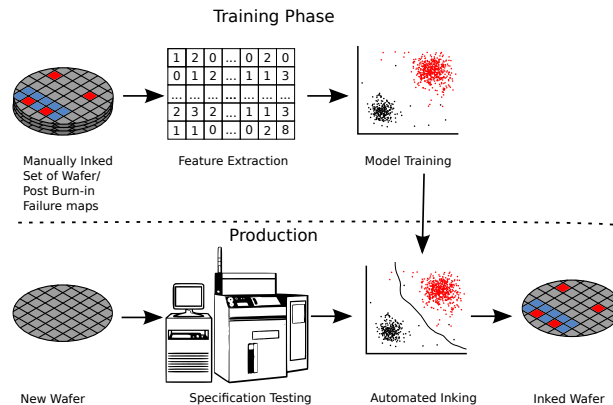 Training Phase
1 2 0 ... 0 2 0
0 1 2 ... 1 1 3
... ... ... ... ... ... ...
2 3 2 ... 1 1 3
1 1 0 ... 0 2 8
Manually Inked
Set of Wafer/
Post Burn-in
Failure maps
Feature Extraction
Model Training
Production
New Wafer
Specification Testing
Automated Inking
Inked Wafer